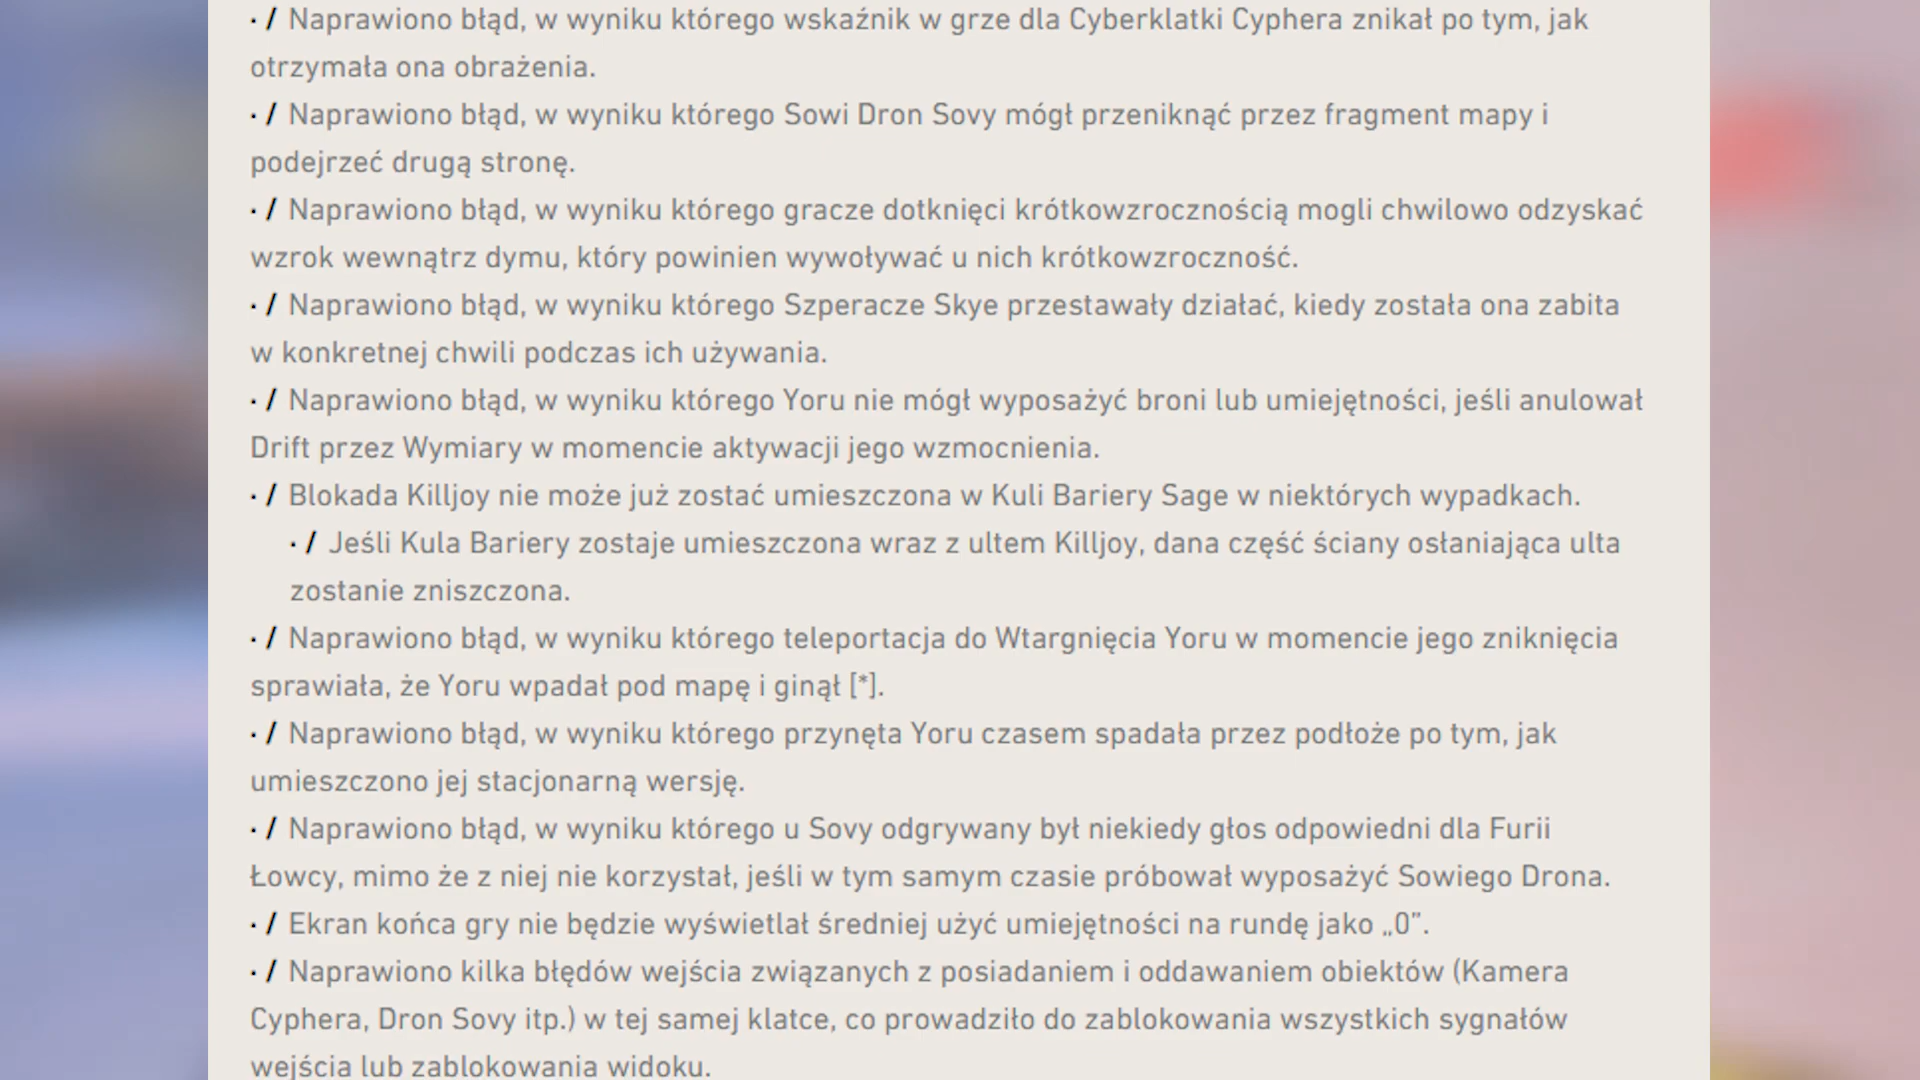 · / Naprawiono błąd, w wyniku którego wskaźnik w grze dla Cyberklatki Cyphera znikał po tym, jak
otrzymała ona obrażenia.
· / Naprawiono błąd, w wyniku którego Sowi Dron Sovy mógł przeniknąć przez fragment mapy i
podejrzeć drugą stronę.
· / Naprawiono błąd, w wyniku którego gracze dotknięci krótkowzrocznością mogli chwilowo odzyskać
wzrok wewnątrz dymu, który powinien wywoływać u nich krótkowzroczność.
· / Naprawiono błąd, w wyniku którego Szperacze Skye przestawały działać, kiedy została ona zabita
w konkretnej chwili podczas ich używania.
· / Naprawiono błąd, w wyniku którego Yoru nie mógł wyposażyć broni lub umiejętności, jeśli anulował
Drift przez Wymiary w momencie aktywacji jego wzmocnienia.
· / Blokada Killjoy nie może już zostać umieszczona w Kuli Bariery Sage w niektórych wypadkach.
· / Jeśli Kula Bariery zostaje umieszczona wraz z ultem Killjoy, dana część ściany osłaniająca ulta
zostanie zniszczona.
· / Naprawiono błąd, w wyniku którego teleportacja do Wtargnięcia Yoru w momencie jego zniknięcia
sprawiała, że Yoru wpadał pod mapę i ginął [*].
· / Naprawiono błąd, w wyniku którego przynęta Yoru czasem spadała przez podłoże po tym, jak
umieszczono jej stacjonarną wersję.
· / Naprawiono błąd, w wyniku którego u Sovy odgrywany był niekiedy głos odpowiedni dla Furii
Łowcy, mimo że z niej nie korzystał, jeśli w tym samym czasie próbował wyposażyć Sowiego Drona.
· / Ekran końca gry nie będzie wyświetlał średniej użyć umiejętności na rundę jako „0”.
· / Naprawiono kilka błędów wejścia związanych z posiadaniem i oddawaniem obiektów (Kamera
Cyphera, Dron Sovy itp.) w tej samej klatce, co prowadziło do zablokowania wszystkich sygnałów
wejścia lub zablokowania widoku.